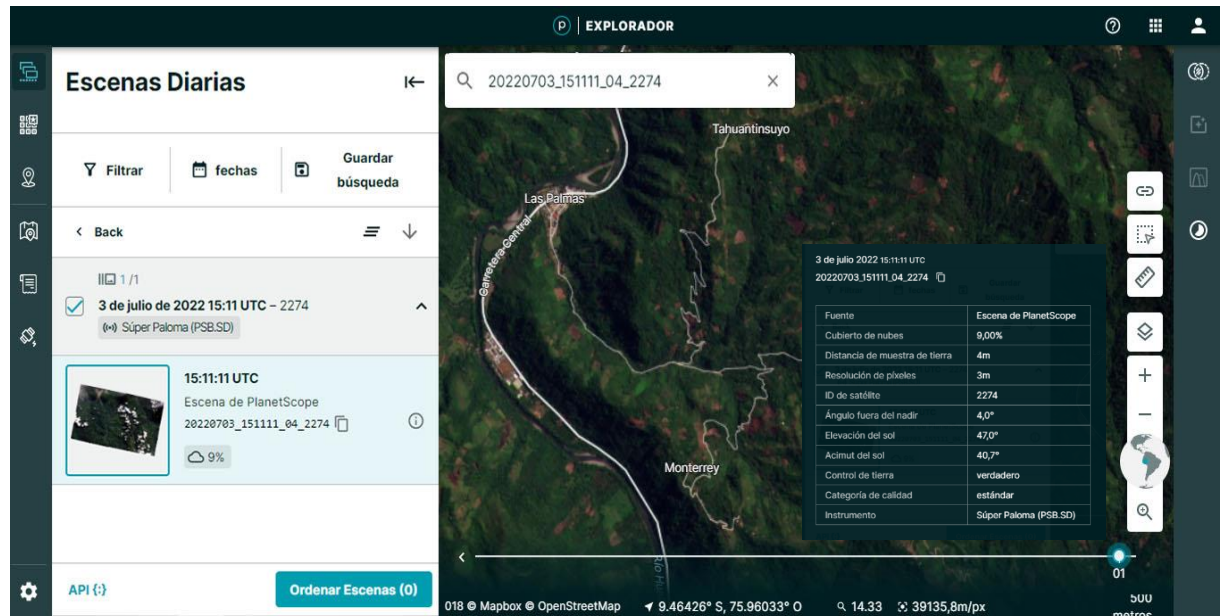 EXPLORADOR
Escenas Diarias
Filtrar
fechas
Guardar
búsqueda
Back
1 /1
3 de julio de 2022 15:11 UTC – 2274
Súper Paloma (PSB.SD)
15:11:11 UTC
Escena de PlanetScope
20220703_151111_04_2274
9%
API {:}
Ordenar Escenas (0)
20220703_151111_04_2274
Tahuantinsuyo
Las Palmas
Carretera Central
Monterrey
3 de julio 2022 15:11:11 UTC
20220703_151111_04_2274
Fuente Escena de PlanetScope
Cubierto de nubes 9,00%
Distancia de muestra de tierra 4m
Resolución de píxeles 3m
ID de satélite 2274
Ángulo fuera del nadir 4,0°
Elevación del sol 47,0°
Acimut del sol 40,7°
Control de tierra verdadero
Categoría de calidad estándar
Instrumento Súper Paloma (PSB.SD)
01
018 © Mapbox © OpenStreetMap 9.46426° S, 75.96033° O 14.33 39135,8m/px
500
metros